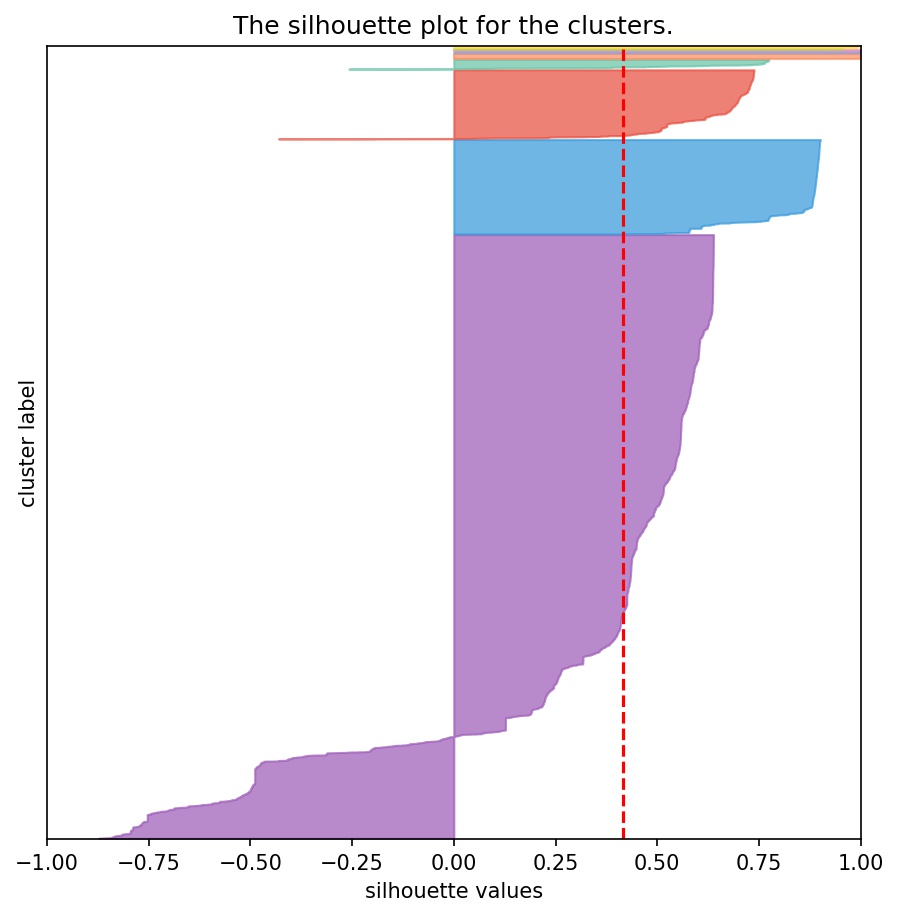 The silhouette plot for the clusters.
cluster label
−1.00 −0.75 −0.50 −0.25 0.00 0.25 0.50 0.75 1.00
silhouette values